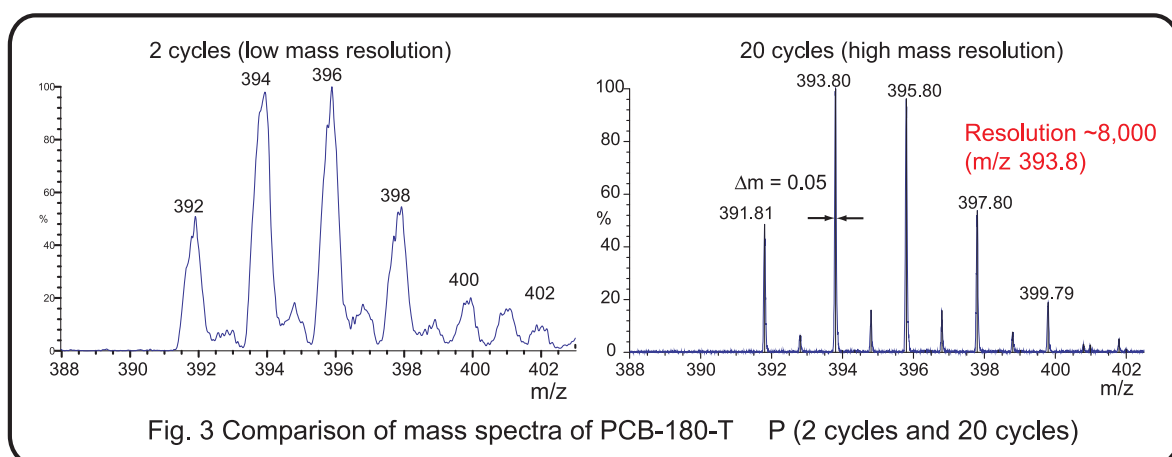 2 cycles (low mass resolution)
100
80
60
%
40
20
0
392
394
396
398
400
402
388 390 392 394 396 398 400 402
m/z
20 cycles (high mass resolution)
100
80
60
%
40
20
0
391.81
393.80
395.80
397.80
399.79
Δm = 0.05
Resolution ~8,000
(m/z 393.8)
388 390 392 394 396 398 400 402
m/z
Fig. 3 Comparison of mass spectra of PCB-180-T P (2 cycles and 20 cycles)